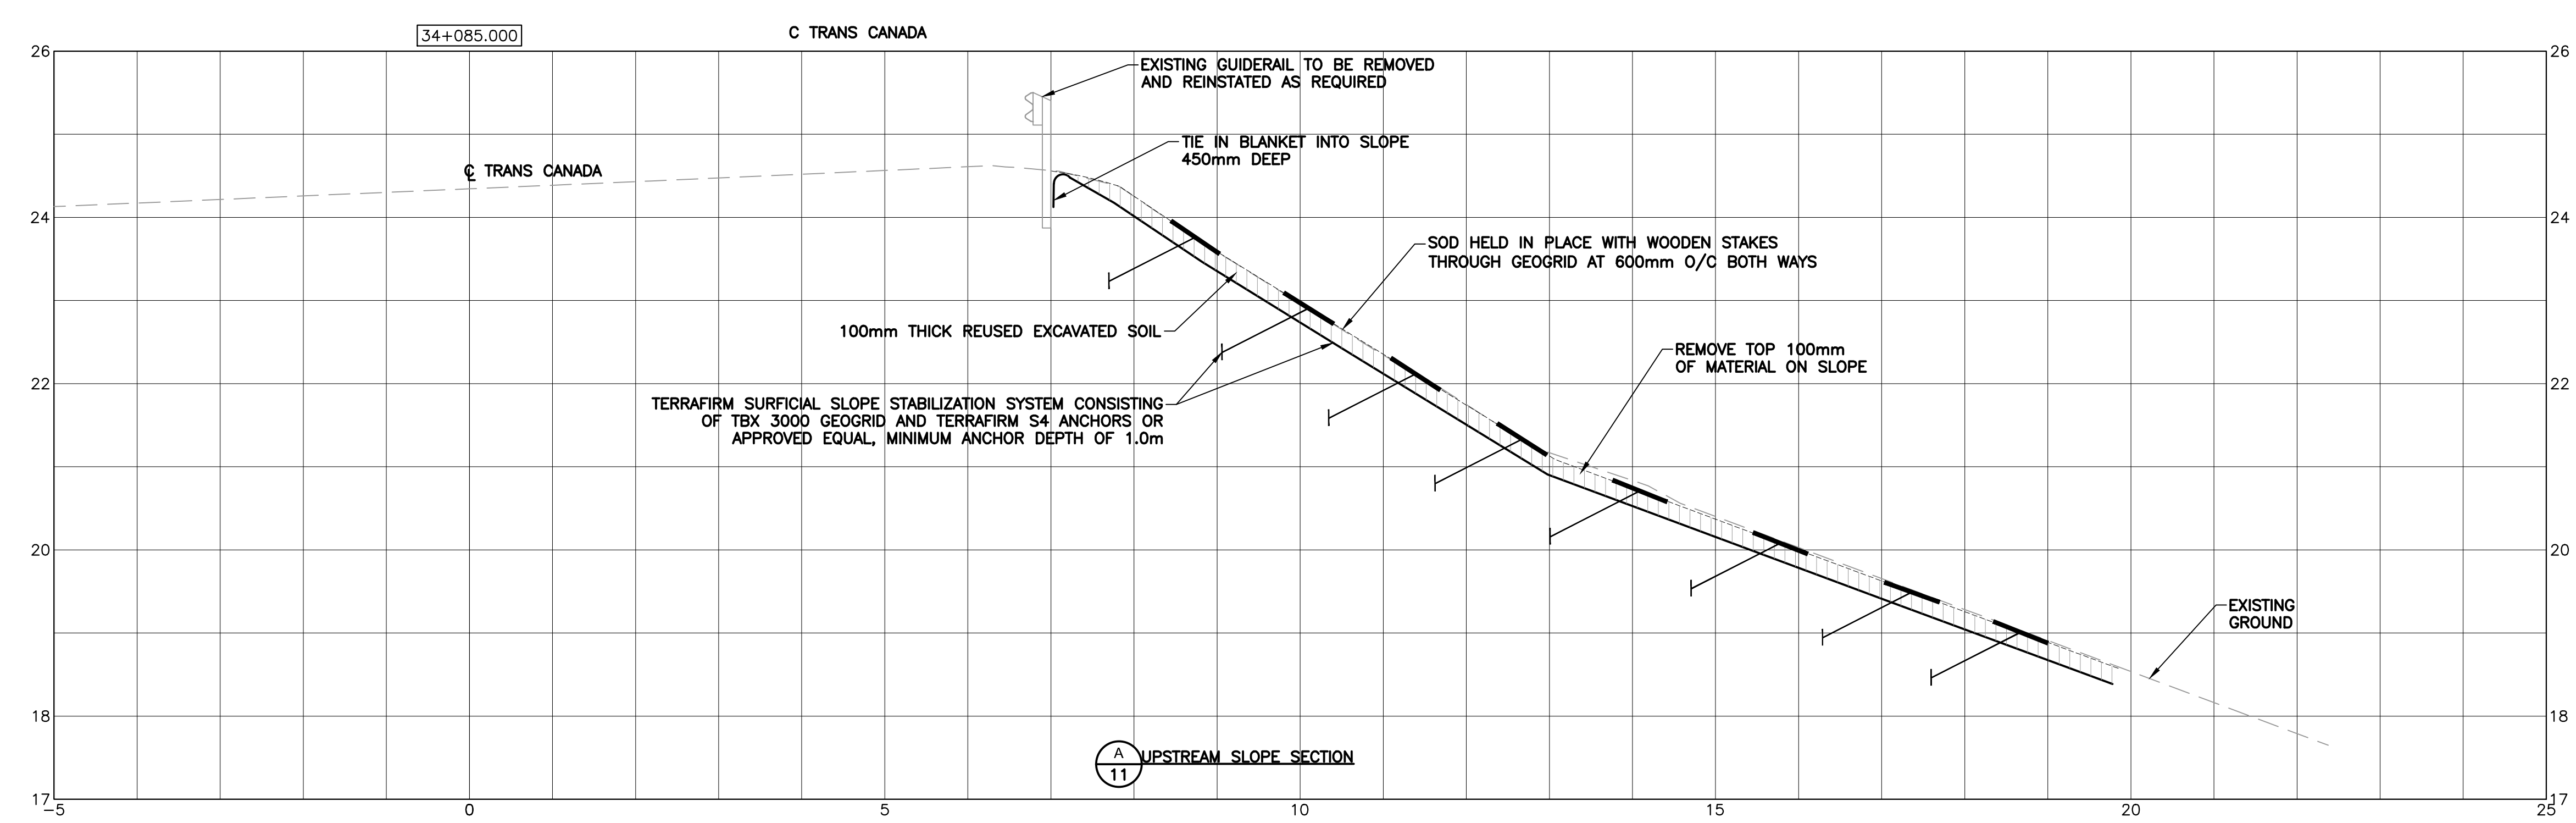 34+085.000
C TRANS CANADA
26
26
EXISTING GUIDERAIL TO BE REMOVED
AND REINSTATED AS REQUIRED
TIE IN BLANKET INTO SLOPE
450mm DEEP
℄ TRANS CANADA
24
24
SOD HELD IN PLACE WITH WOODEN STAKES
THROUGH GEOGRID AT 600mm O/C BOTH WAYS
100mm THICK REUSED EXCAVATED SOIL
REMOVE TOP 100mm
OF MATERIAL ON SLOPE
22
22
TERRAFIRM SURFICIAL SLOPE STABILIZATION SYSTEM CONSISTING
OF TBX 3000 GEOGRID AND TERRAFIRM S4 ANCHORS OR
APPROVED EQUAL, MINIMUM ANCHOR DEPTH OF 1.0m
20
20
EXISTING
GROUND
18
18
A
11
UPSTREAM SLOPE SECTION
17
17
-5
0
5
10
15
20
25